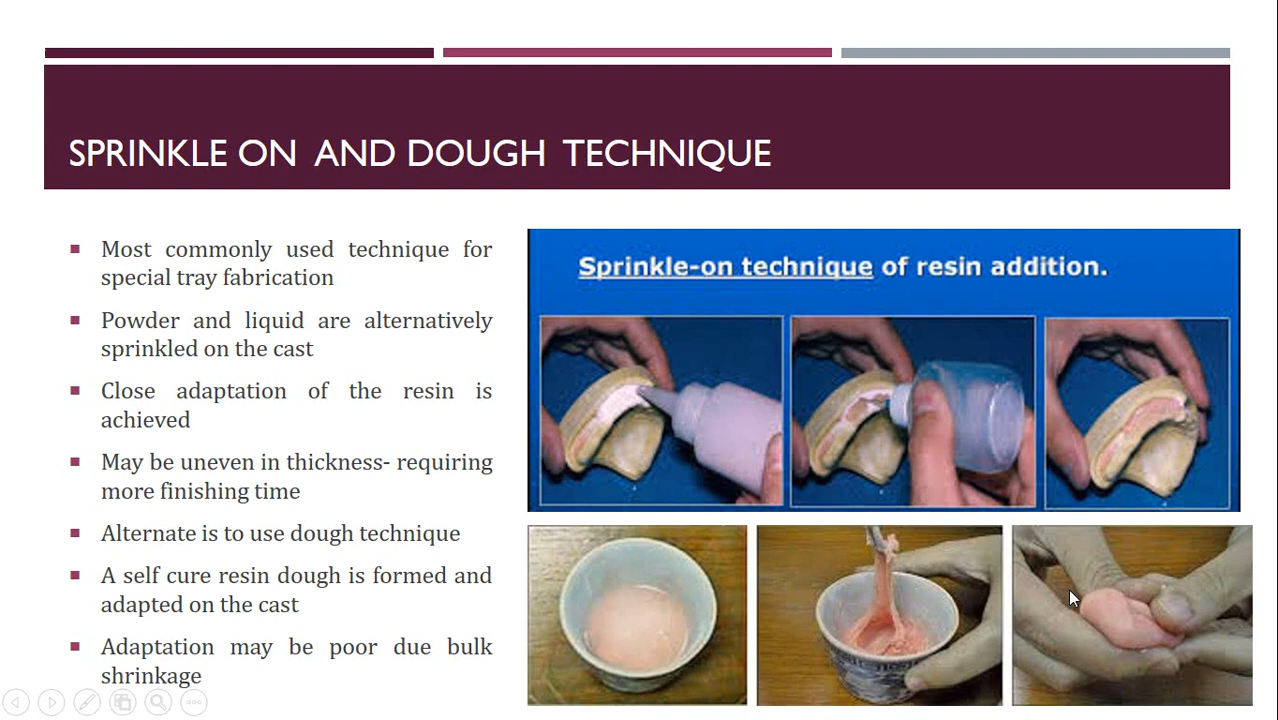 SPRINKLE ON AND DOUGH TECHNIQUE
Most commonly used technique for
special tray fabrication
Powder and liquid are alternatively
sprinkled on the cast
Close adaptation of the resin is
achieved
May be uneven in thickness- requiring
more finishing time
Alternate is to use dough technique
A self cure resin dough is formed and
adapted on the cast
Adaptation may be poor due bulk
shrinkage
Sprinkle-on technique of resin addition.